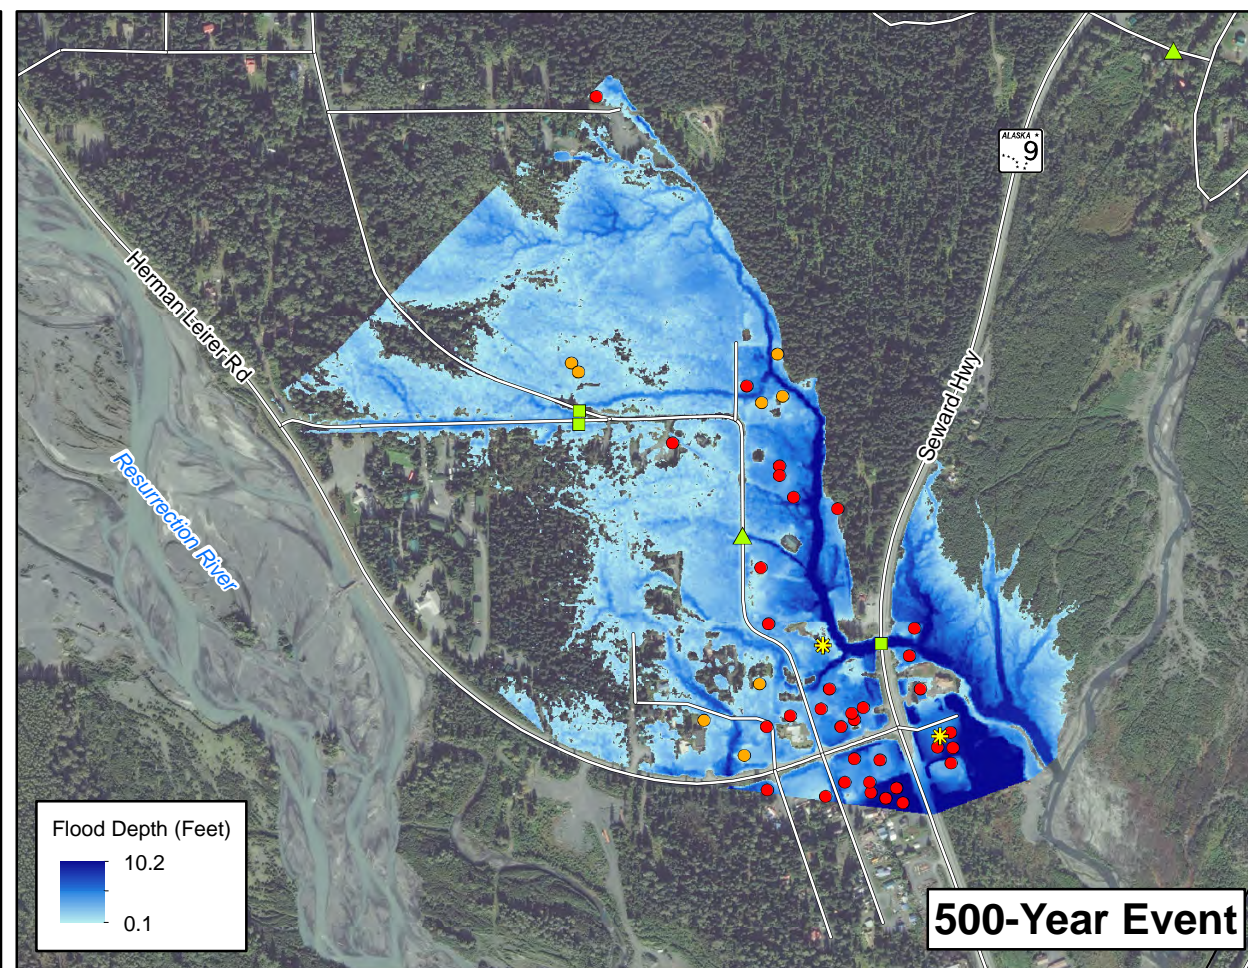 ALASKA
9
Herman Leirer Rd
Seward Hwy
Resurrection River
Flood Depth (Feet)
10.2
0.1
500-Year Event